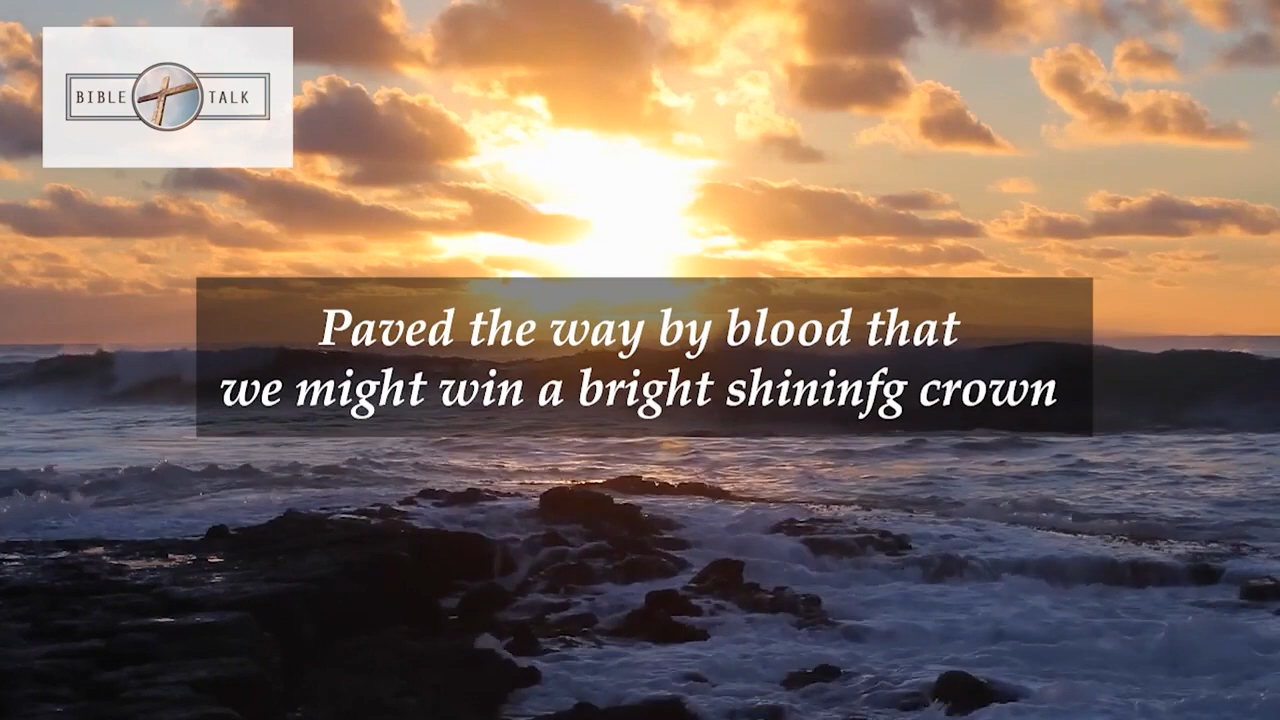 BIBLE TALK
Paved the way by blood that
we might win a bright shininfg crown